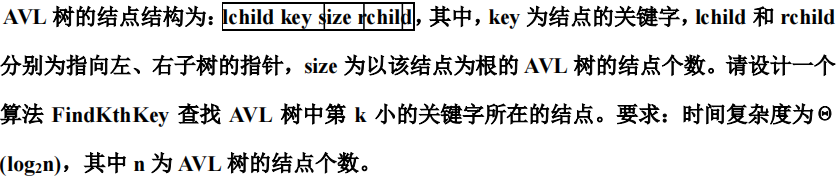 AVL 树的结点结构为：lchild key size rchild，其中，key 为结点的关键字，lchild 和 rchild
分别为指向左、右子树的指针，size 为以该结点为根的 AVL 树的结点个数。请设计一个
算法 FindKthKey 查找 AVL 树中第 k 小的关键字所在的结点。要求：时间复杂度为Θ
(log₂n)，其中 n 为 AVL 树的结点个数。